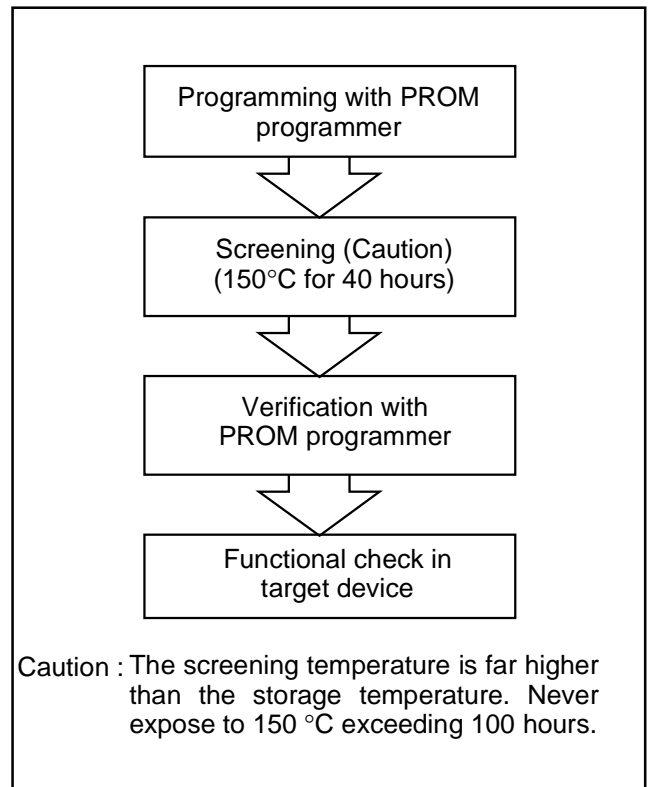 Programming with PROM
programmer
Screening (Caution)
(150°C for 40 hours)
Verification with
PROM programmer
Functional check in
target device
Caution : The screening temperature is far higher
than the storage temperature. Never
expose to 150 °C exceeding 100 hours.